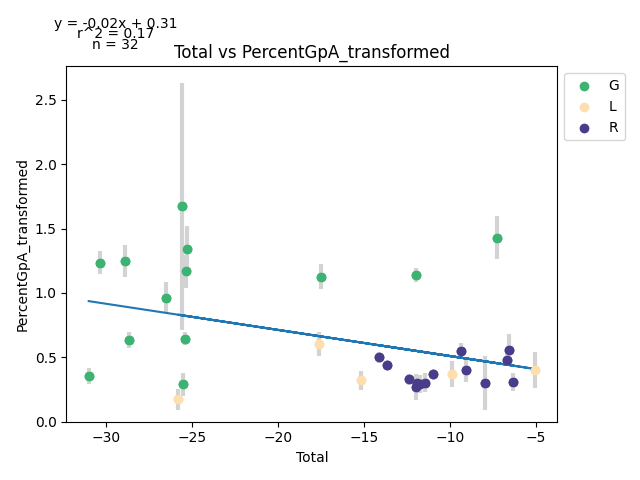 y = -0.02x + 0.31
r^2 = 0.17
n = 32
Total vs PercentGpA_transformed
G
L
R
PercentGpA_transformed
2.5
2.0
1.5
1.0
0.5
0.0
−30
−25
−20
−15
−10
−5
Total